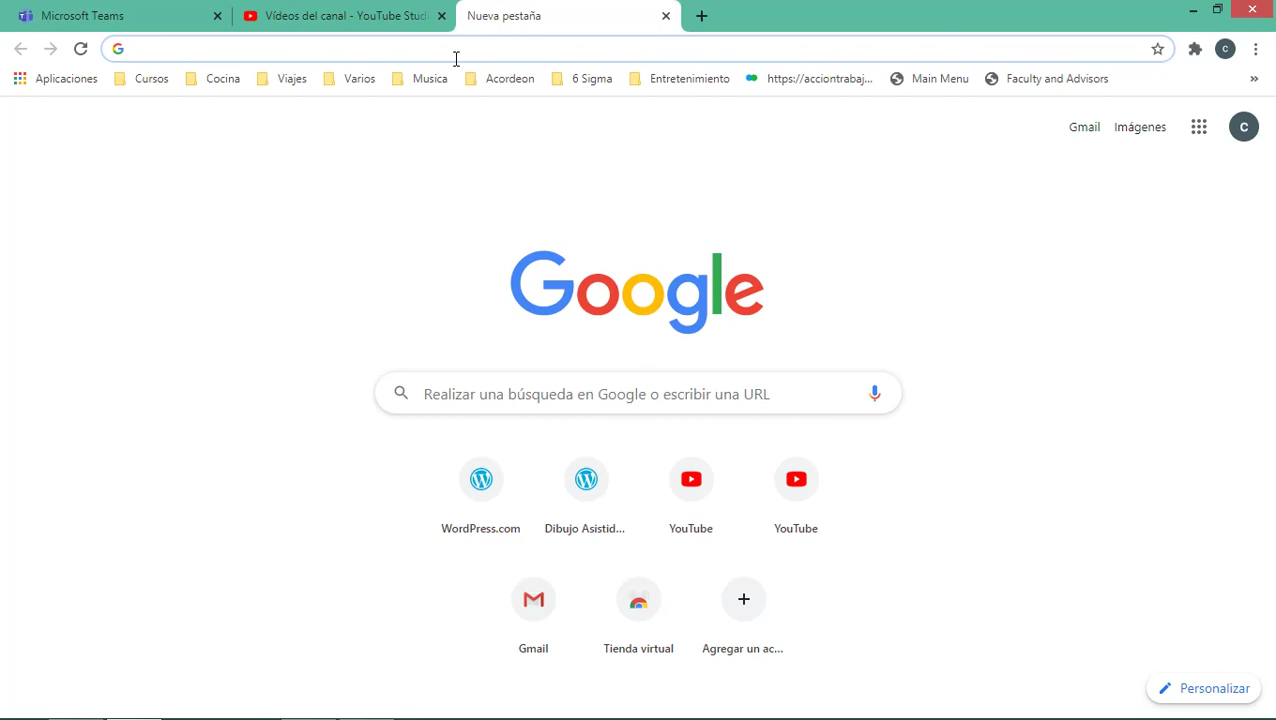 Microsoft Teams
Vídeos del canal - YouTube Studi
Nueva pestaña
Aplicaciones
Cursos
Cocina
Viajes
Varios
Musica
Acordeon
6 Sigma
Entretenimiento
https://acciontrabaj...
Main Menu
Faculty and Advisors
»
Gmail
Imágenes
C
Google
Realizar una búsqueda en Google o escribir una URL
WordPress.com
Dibujo Asistid...
YouTube
YouTube
Gmail
Tienda virtual
Agregar un ac...
Personalizar